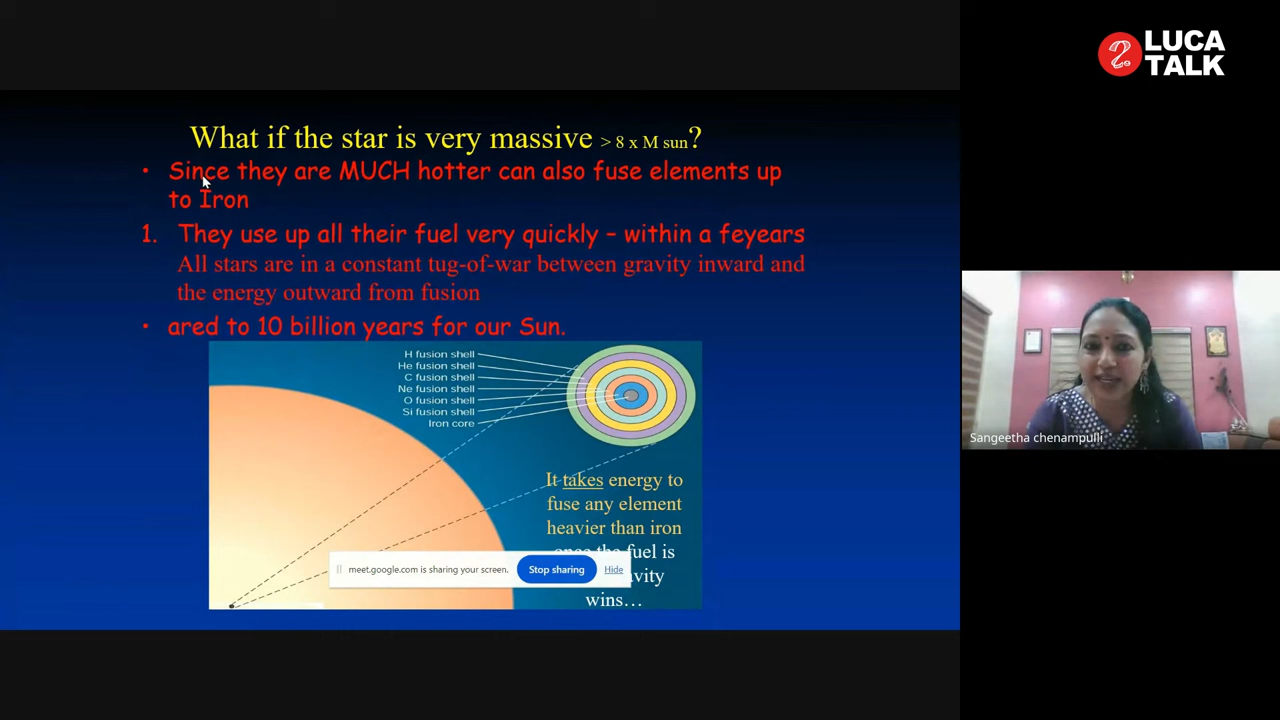 LUCA
TALK
What if the star is very massive > 8 x M sun?
• Since they are MUCH hotter can also fuse elements up
to Iron
1. They use up all their fuel very quickly – within a feyears
All stars are in a constant tug-of-war between gravity inward and
the energy outward from fusion
• ared to 10 billion years for our Sun.
H fusion shell
He fusion shell
C fusion shell
Ne fusion shell
O fusion shell
Si fusion shell
Iron core
It takes energy to
fuse any element
heavier than iron
once the fuel is
wins…
meet.google.com is sharing your screen.
Stop sharing
Hide
Sangeetha chenampulli